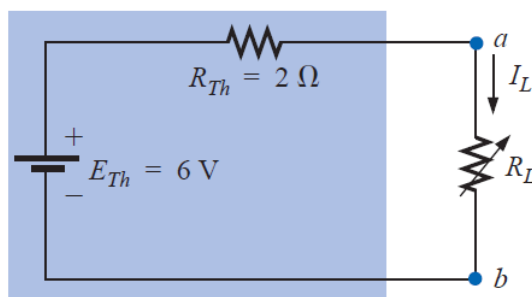 a
R_Th = 2 Ω
I_L
+
E_Th = 6 V
−
R_L
b